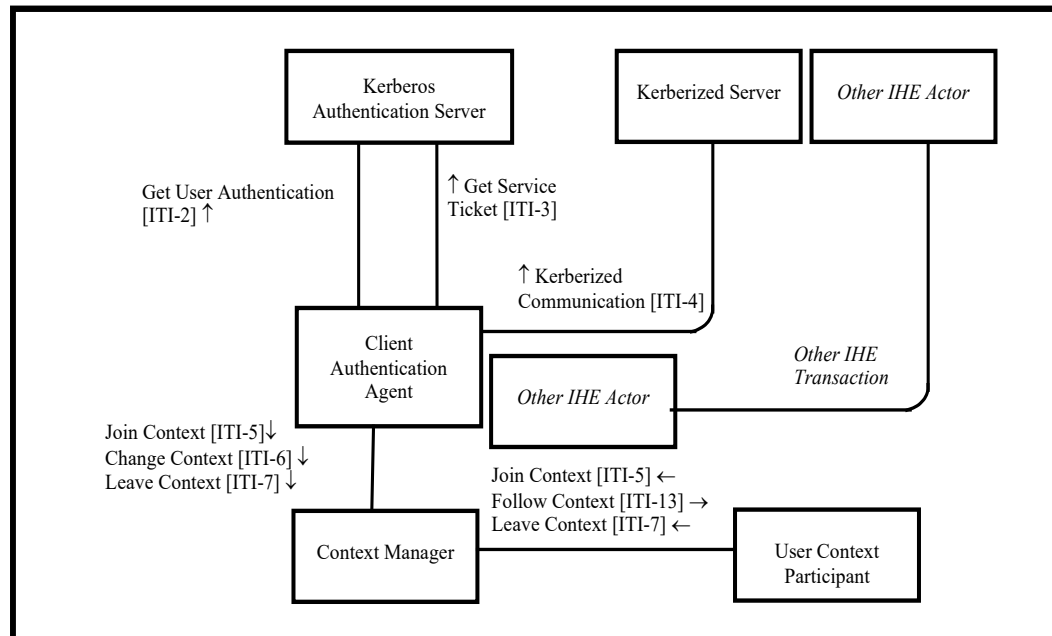 Kerberos
Authentication Server
Kerberized Server
Other IHE Actor
Get User Authentication
[ITI-2] ↑
↑ Get Service
Ticket [ITI-3]
↑ Kerberized
Communication [ITI-4]
Client
Authentication
Agent
Other IHE Actor
Other IHE
Transaction
Join Context [ITI-5]↓
Change Context [ITI-6] ↓
Leave Context [ITI-7] ↓
Join Context [ITI-5] ←
Follow Context [ITI-13] →
Leave Context [ITI-7] ←
Context Manager
User Context
Participant